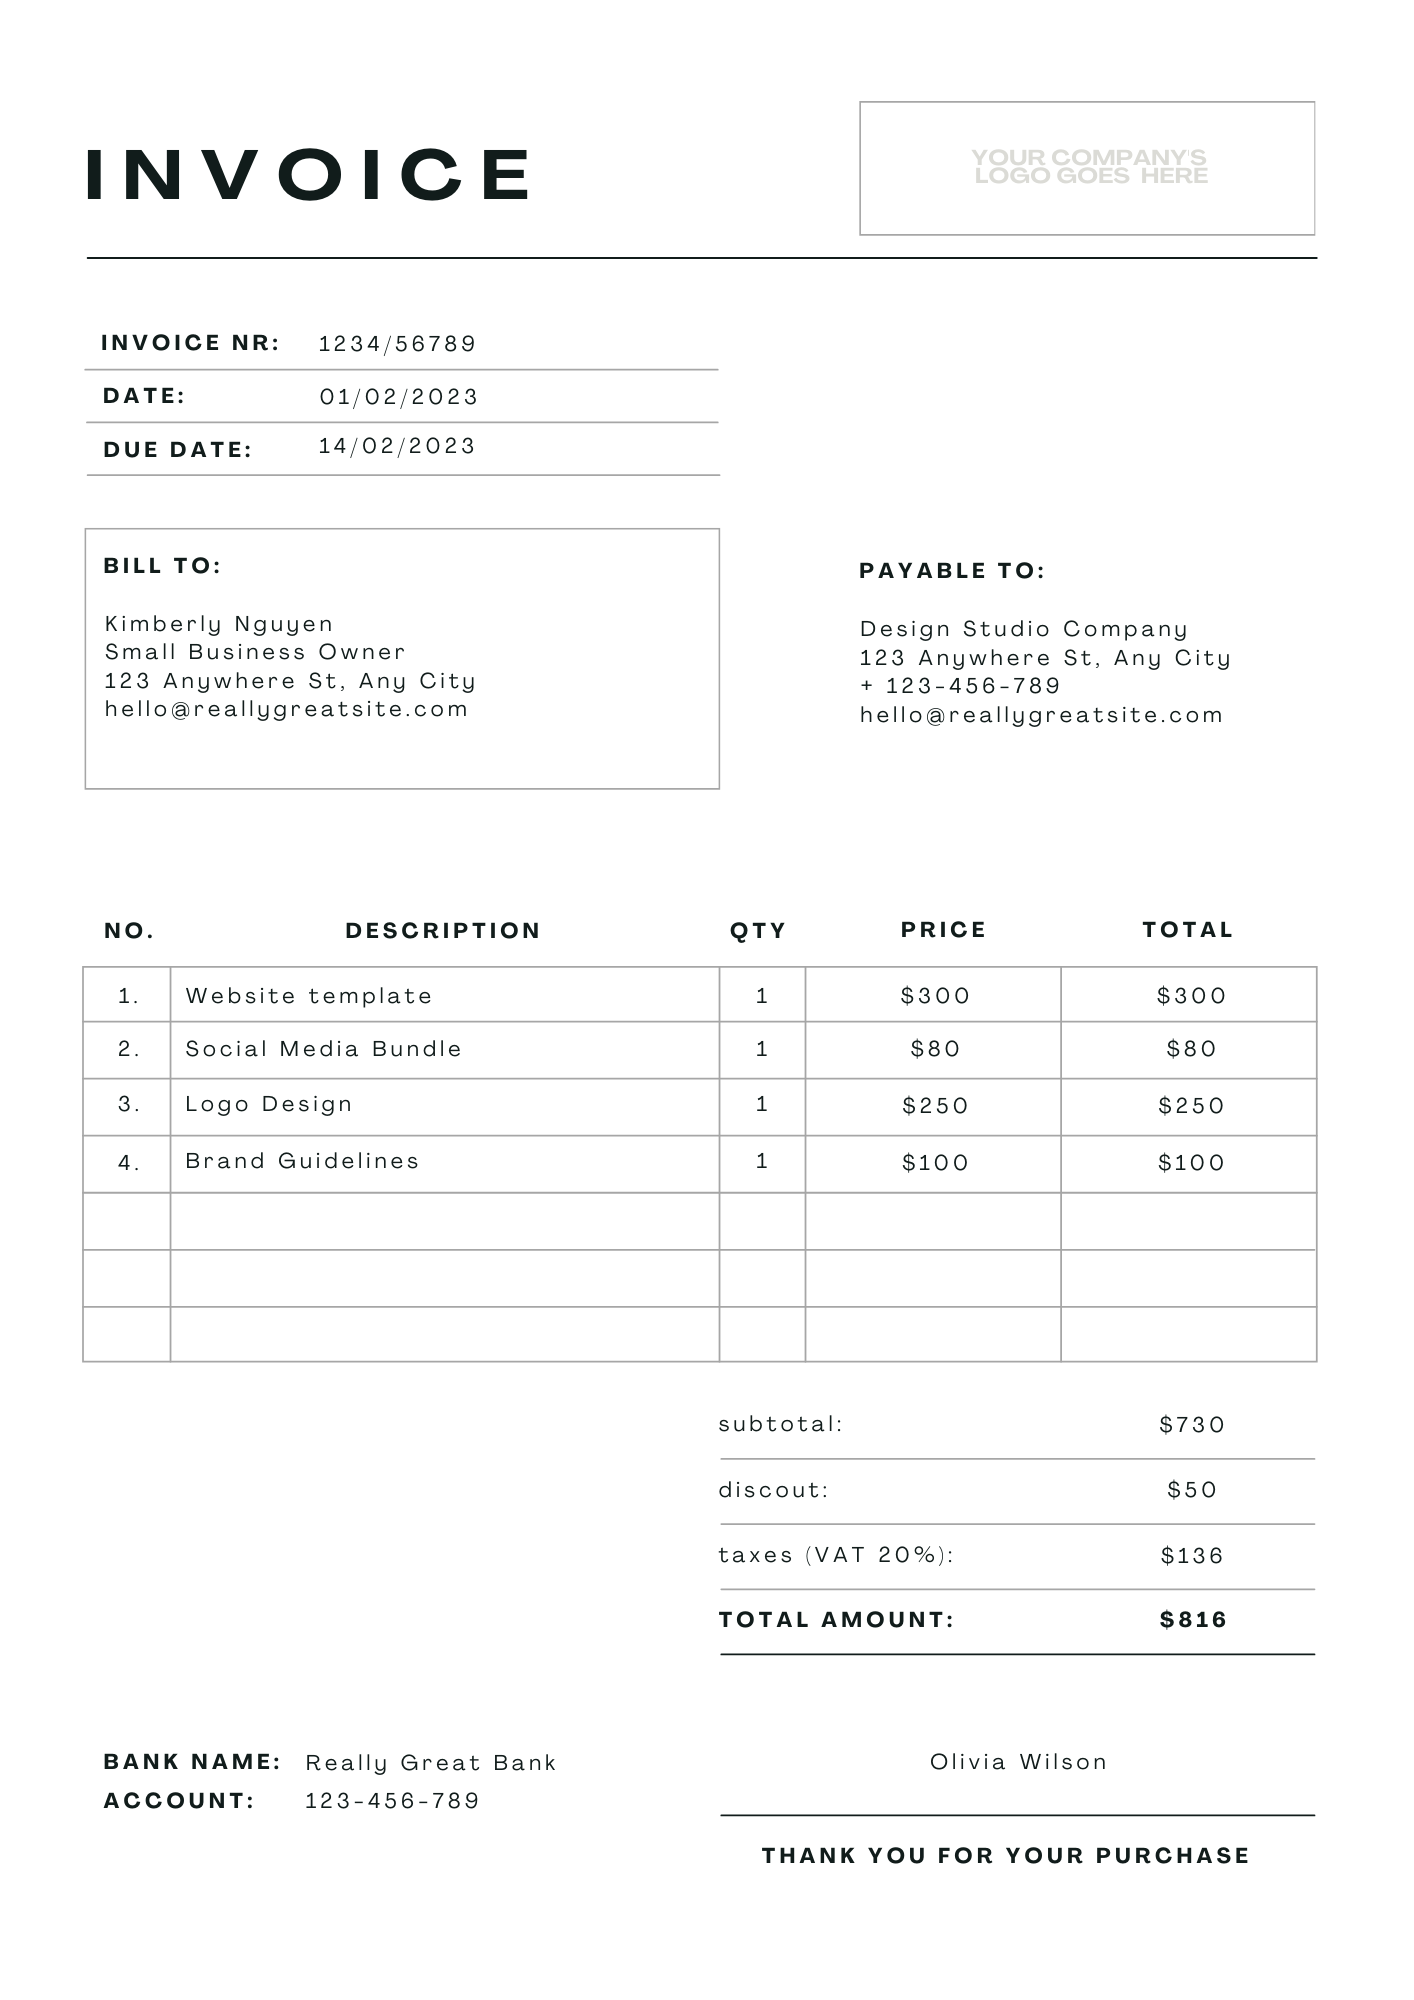 INVOICE
YOUR COMPANY'S
LOGO GOES HERE
INVOICE NR: 1234/56789
DATE: 01/02/2023
DUE DATE: 14/02/2023
BILL TO:
Kimberly Nguyen
Small Business Owner
123 Anywhere St, Any City
hello@reallygreatsite.com
PAYABLE TO:
Design Studio Company
123 Anywhere St, Any City
+ 123-456-789
hello@reallygreatsite.com
NO. DESCRIPTION QTY PRICE TOTAL
1. Website template 1 $300 $300
2. Social Media Bundle 1 $80 $80
3. Logo Design 1 $250 $250
4. Brand Guidelines 1 $100 $100
subtotal: $730
discout: $50
taxes (VAT 20%): $136
TOTAL AMOUNT: $816
BANK NAME: Really Great Bank
ACCOUNT: 123-456-789
Olivia Wilson
THANK YOU FOR YOUR PURCHASE